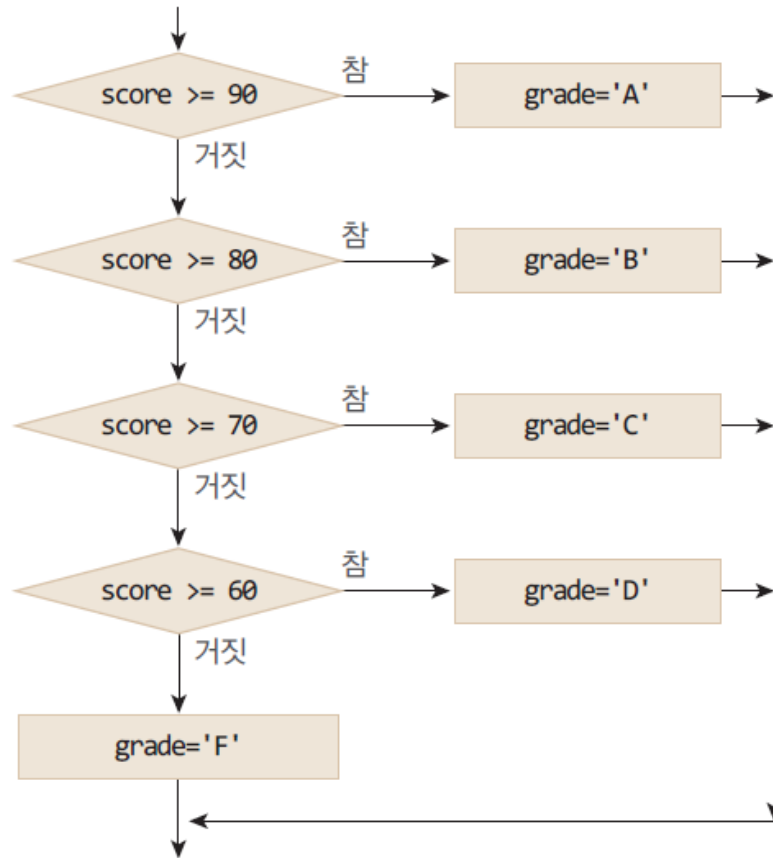 참
score >= 90
grade='A'
거짓
참
score >= 80
grade='B'
거짓
참
score >= 70
grade='C'
거짓
참
score >= 60
grade='D'
거짓
grade='F'